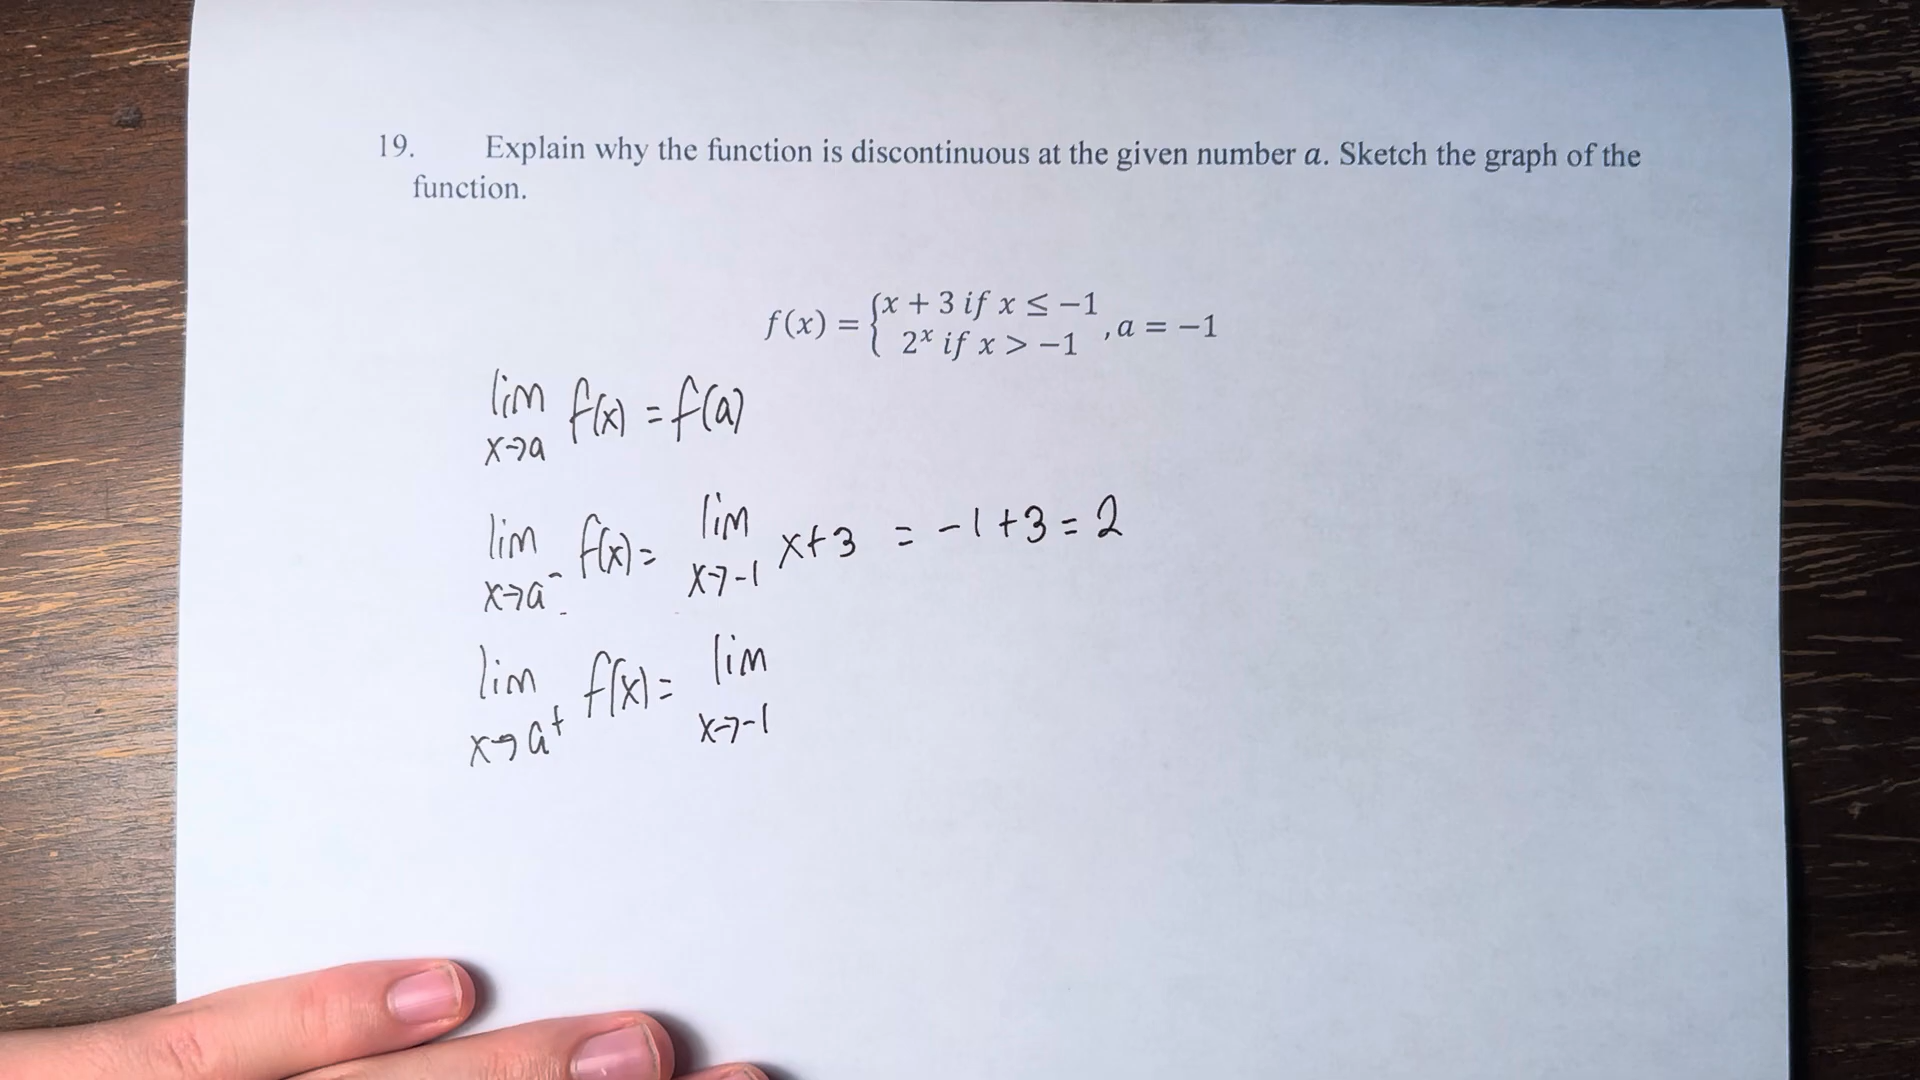 19. Explain why the function is discontinuous at the given number a. Sketch the graph of the
function.
f(x) = { x + 3 if x ≤ −1
2^x if x > −1 , a = −1
lim x→a f(x) = f(a)
lim x→a⁻ f(x) = lim x→-1 x+3 = -1+3 = 2
lim x→a⁺ f(x) = lim x→-1